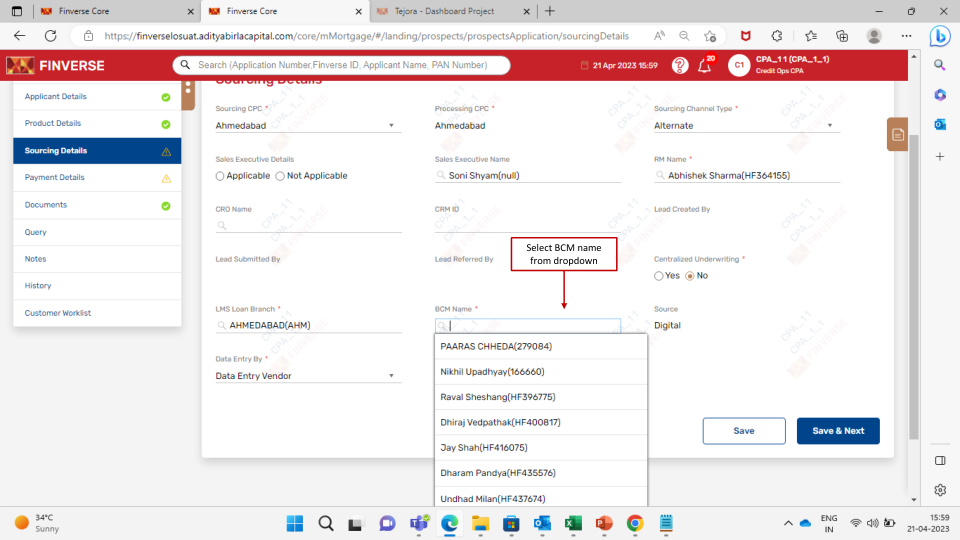 Finverse Core
Finverse Core
Tejora - Dashboard Project
https://finverselosuat.adityabirlacapital.com/core/mMortgage/#/landing/prospects/prospectsApplication/sourcingDetails
FINVERSE
Search (Application Number,Finverse ID, Applicant Name, PAN Number)
21 Apr 2023 15:59
20
C1
CPA_1 1 (CPA_1_1)
Credit Ops CPA
Applicant Details
Product Details
Sourcing Details
Payment Details
Documents
Query
Notes
History
Customer Worklist
Sourcing Details
Sourcing CPC *
Ahmedabad
Processing CPC *
Ahmedabad
Sourcing Channel Type *
Alternate
Sales Executive Details
Applicable
Not Applicable
Sales Executive Name
Soni Shyam(null)
RM Name *
Abhishek Sharma(HF364155)
CRO Name
CRM ID
Lead Created By
Lead Submitted By
Lead Referred By
Select BCM name
from dropdown
Centralized Underwriting *
Yes
No
LMS Loan Branch *
AHMEDABAD(AHM)
BCM Name *
Source
Digital
PAARAS CHHEDA(279084)
Nikhil Upadhyay(166660)
Raval Sheshang(HF396775)
Dhiraj Vedpathak(HF400817)
Jay Shah(HF416075)
Dharam Pandya(HF435576)
Undhad Milan(HF437674)
Data Entry By *
Data Entry Vendor
Save
Save & Next
34°C
Sunny
ENG
IN
15:59
21-04-2023